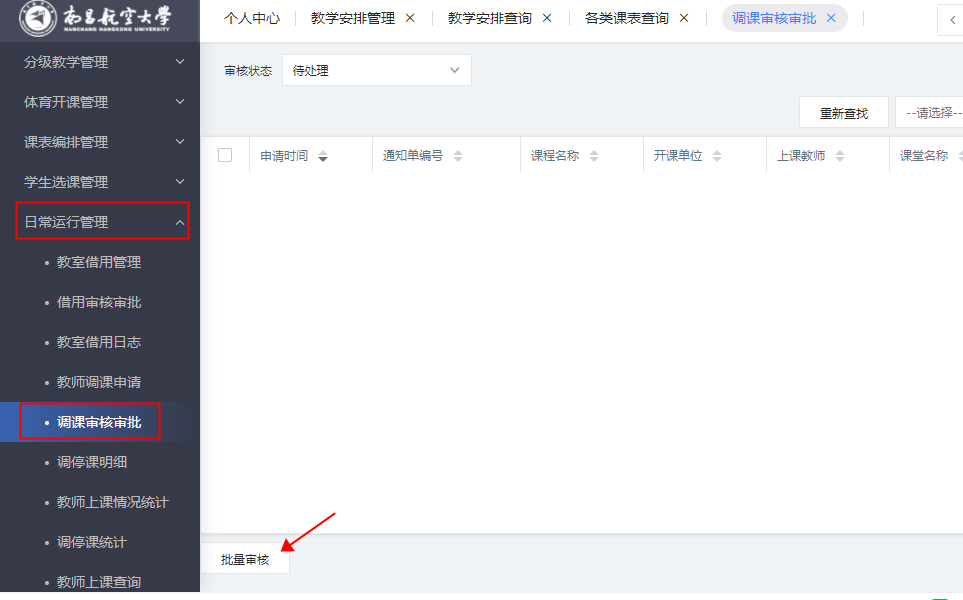 南昌航空大学
NANCHANG HANGKONG UNIVERSITY
个人中心
教学安排管理 ×
教学安排查询 ×
各类课表查询 ×
调课审核审批 ×
分级教学管理
体育开课管理
课表编排管理
学生选课管理
日常运行管理
• 教室借用管理
• 借用审核审批
• 教室借用日志
• 教师调课申请
• 调课审核审批
• 调停课明细
• 教师上课情况统计
• 调停课统计
• 教师上课查询
审核状态 待处理
重新查找 --请选择--
申请时间 通知单编号 课程名称 开课单位 上课教师 课堂名称
批量审核